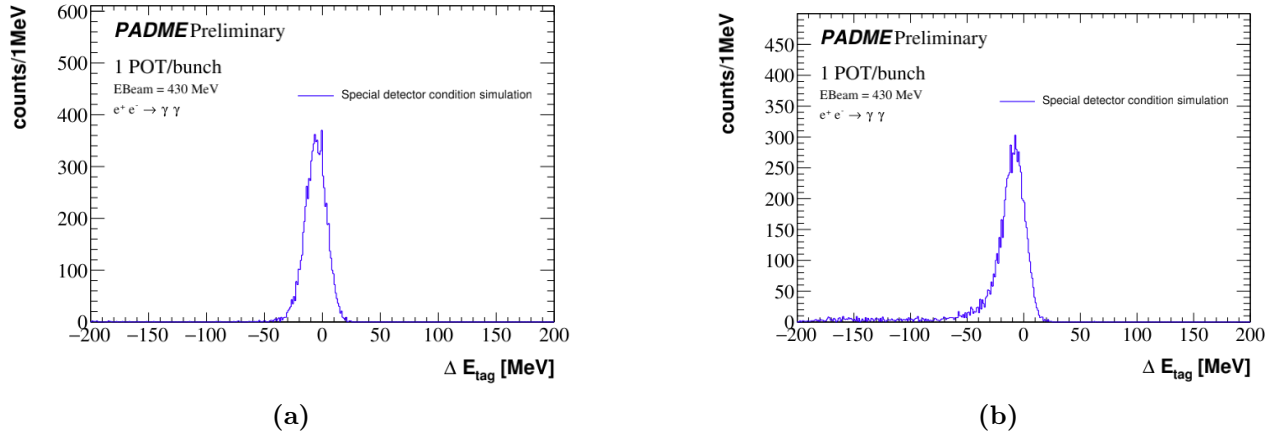 counts/1MeV
600
500
400
300
200
100
0
PADME Preliminary
1 POT/bunch
EBeam = 430 MeV
e⁺ e⁻ → γ γ
Special detector condition simulation
−200 −150 −100 −50 0 50 100 150 200
Δ E_tag [MeV]
(a)
counts/1MeV
450
400
350
300
250
200
150
100
50
0
PADME Preliminary
1 POT/bunch
EBeam = 430 MeV
e⁺ e⁻ → γ γ
Special detector condition simulation
−200 −150 −100 −50 0 50 100 150 200
Δ E_tag [MeV]
(b)